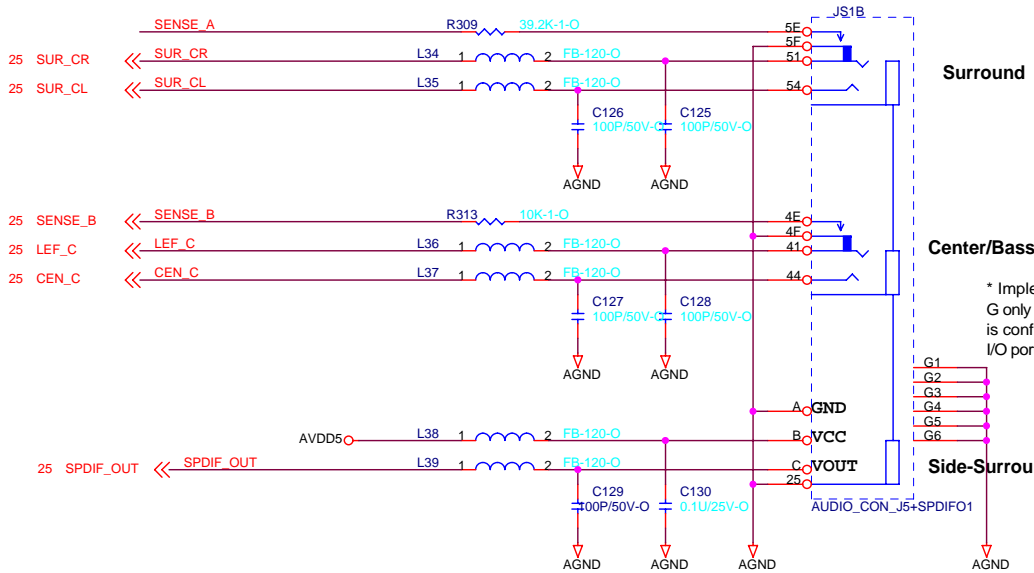 JS1B
SENSE_A R309 39.2K-1-O 5E
5F
25 SUR_CR SUR_CR L34 1 2 FB-120-O 51
Surround
25 SUR_CL SUR_CL L35 1 2 FB-120-O 54
C126 C125
100P/50V-O 100P/50V-O
AGND AGND
25 SENSE_B SENSE_B R313 10K-1-O 4E
4F
25 LEF_C LEF_C L36 1 2 FB-120-O 41
Center/Bass
25 CEN_C CEN_C L37 1 2 FB-120-O 44
* Imple
G only
is conf
I/O por
C127 C128
100P/50V-O 100P/50V-O
AGND AGND
G1
G2
G3
G4
G5
G6
A GND
AVDD5 L38 1 2 FB-120-O B VCC
25 SPDIF_OUT SPDIF_OUT L39 1 2 FB-120-O C VOUT
Side-Surrou
25
C129 C130
100P/50V-O 0.1U/25V-O
AUDIO_CON_J5+SPDIFO1
AGND AGND AGND AGND